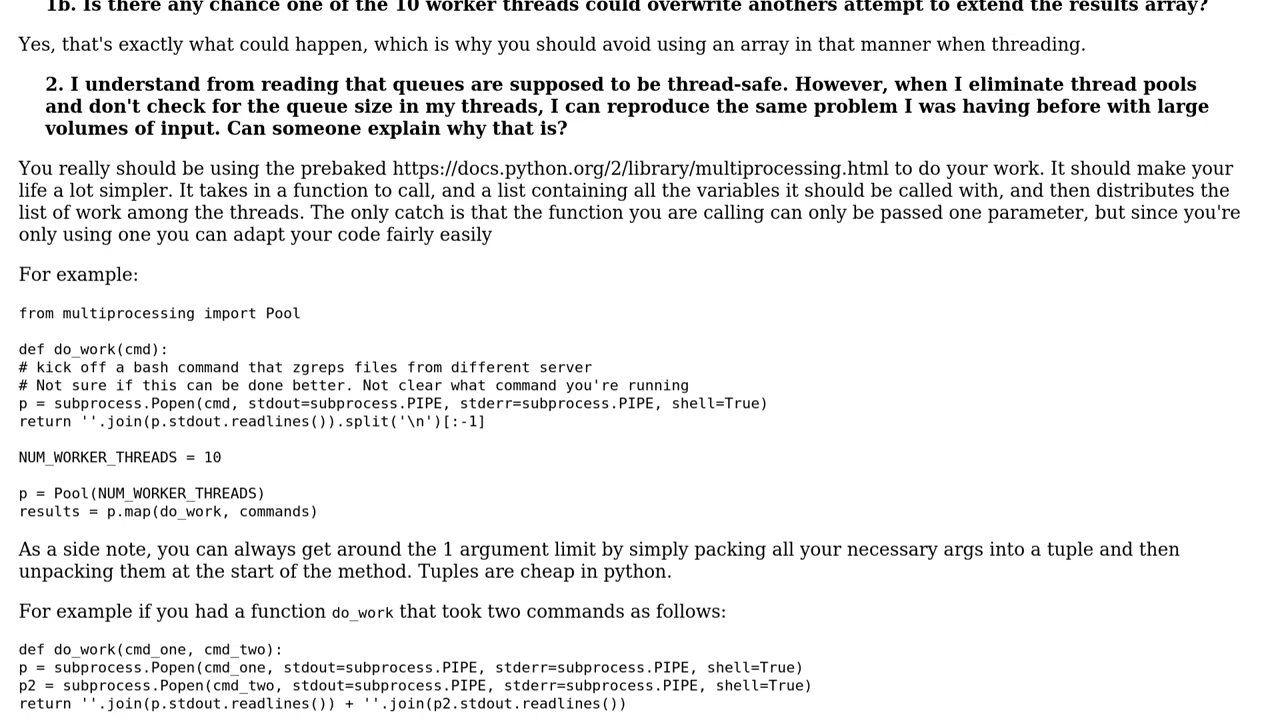 1b. Is there any chance one of the 10 worker threads could overwrite anothers attempt to extend the results array?
Yes, that's exactly what could happen, which is why you should avoid using an array in that manner when threading.
2. I understand from reading that queues are supposed to be thread-safe. However, when I eliminate thread pools
and don't check for the queue size in my threads, I can reproduce the same problem I was having before with large
volumes of input. Can someone explain why that is?
You really should be using the prebaked https://docs.python.org/2/library/multiprocessing.html to do your work. It should make your
life a lot simpler. It takes in a function to call, and a list containing all the variables it should be called with, and then distributes the
list of work among the threads. The only catch is that the function you are calling can only be passed one parameter, but since you're
only using one you can adapt your code fairly easily
For example:
from multiprocessing import Pool
def do_work(cmd):
# kick off a bash command that zgreps files from different server
# Not sure if this can be done better. Not clear what command you're running
p = subprocess.Popen(cmd, stdout=subprocess.PIPE, stderr=subprocess.PIPE, shell=True)
return ''.join(p.stdout.readlines()).split('\n')[:-1]
NUM_WORKER_THREADS = 10
p = Pool(NUM_WORKER_THREADS)
results = p.map(do_work, commands)
As a side note, you can always get around the 1 argument limit by simply packing all your necessary args into a tuple and then
unpacking them at the start of the method. Tuples are cheap in python.
For example if you had a function do_work that took two commands as follows:
def do_work(cmd_one, cmd_two):
p = subprocess.Popen(cmd_one, stdout=subprocess.PIPE, stderr=subprocess.PIPE, shell=True)
p2 = subprocess.Popen(cmd_two, stdout=subprocess.PIPE, stderr=subprocess.PIPE, shell=True)
return ''.join(p.stdout.readlines()) + ''.join(p2.stdout.readlines())